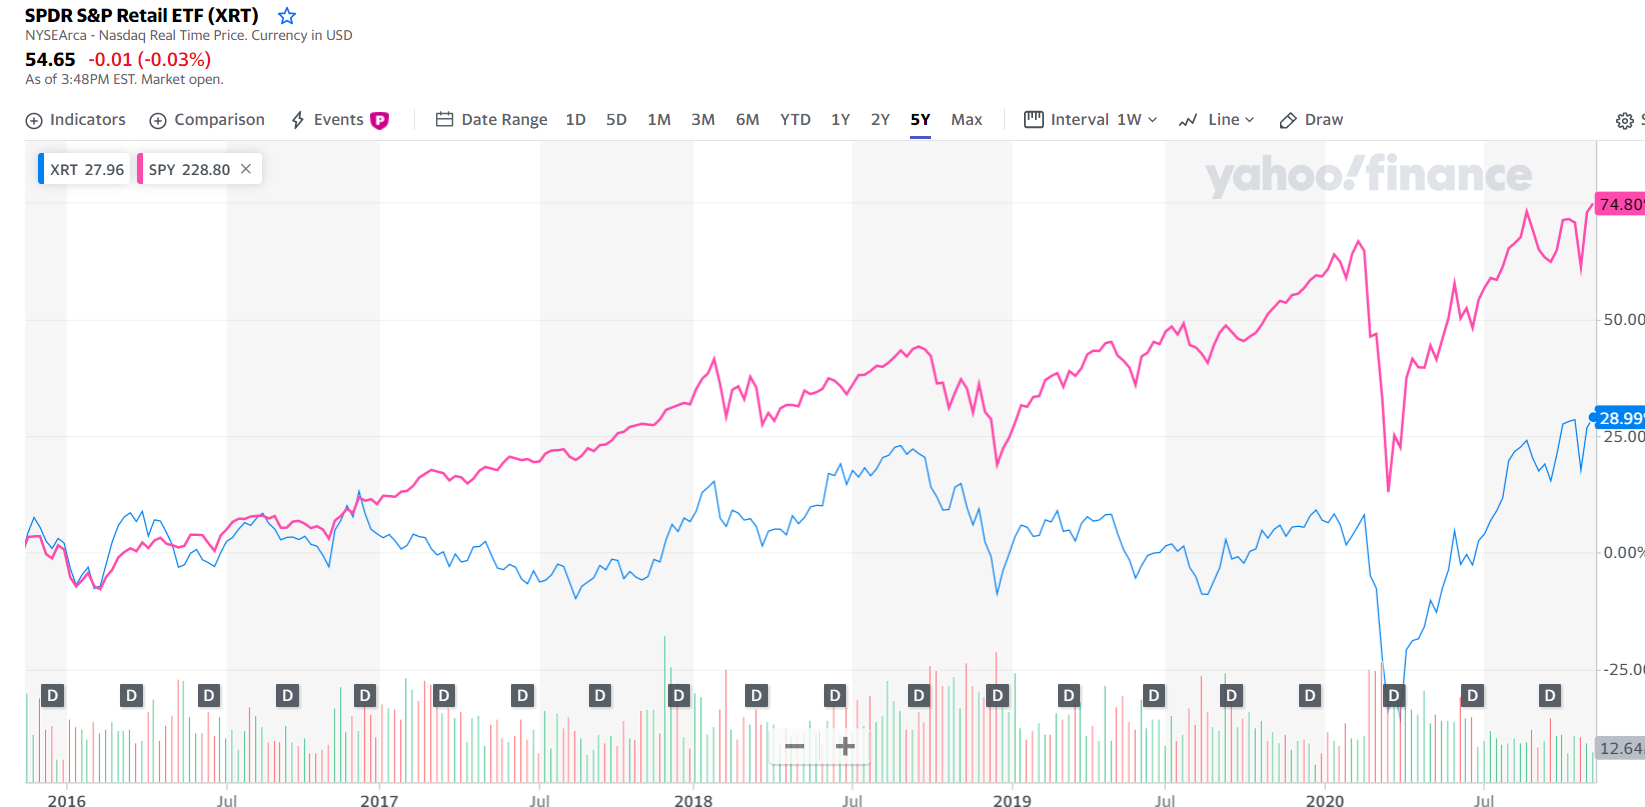 SPDR S&P Retail ETF (XRT)
NYSEArca - Nasdaq Real Time Price. Currency in USD
54.65 -0.01 (-0.03%)
As of 3:48PM EST. Market open.
Indicators Comparison Events P Date Range 1D 5D 1M 3M 6M YTD 1Y 2Y 5Y Max Interval 1W Line Draw
XRT 27.96 SPY 228.80 ×
yahoo!finance
74.80
50.00
28.99
25.00
0.00%
-25.0
D D D D D D D D D D D D D D D D D D D D
− +
12.64
2016 Jul 2017 Jul 2018 Jul 2019 Jul 2020 Jul